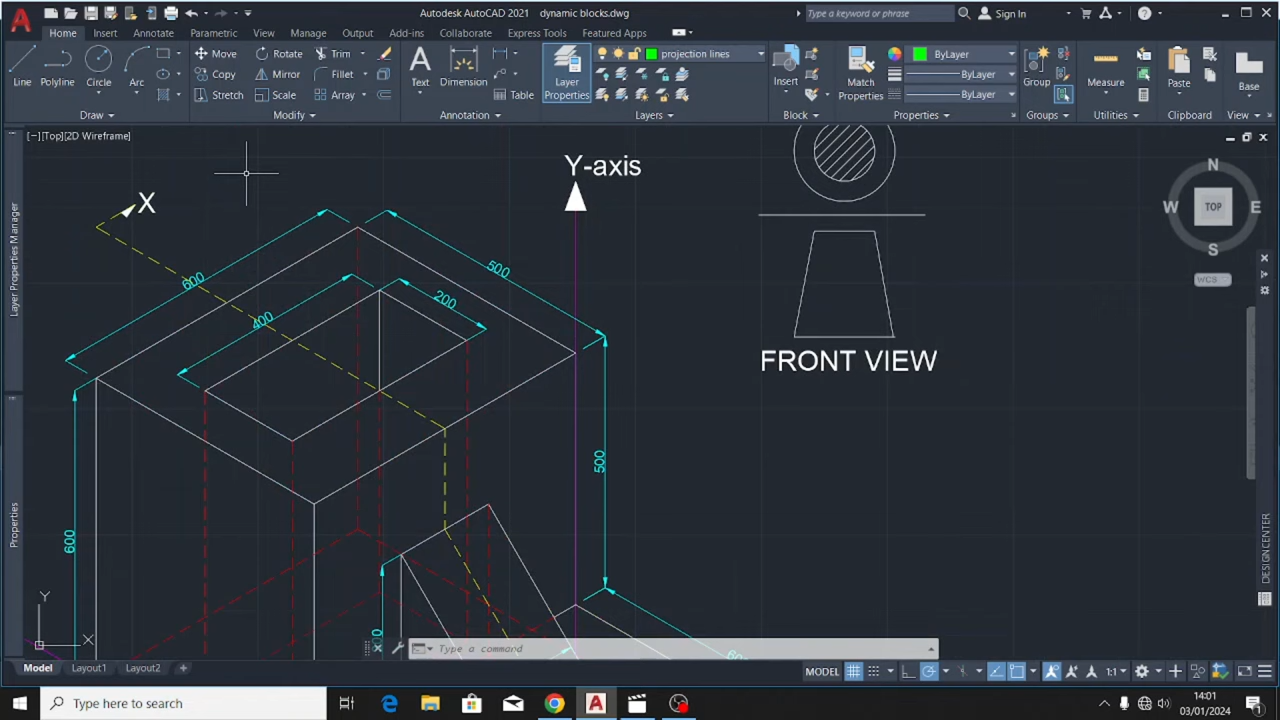 Autodesk AutoCAD 2021 dynamic blocks.dwg
Type a keyword or phrase
Sign In
Home Insert Annotate Parametric View Manage Output Add-ins Collaborate Express Tools Featured Apps
Line Polyline Circle Arc
Move Rotate Trim
Copy Mirror Fillet
Stretch Scale Array
Text Dimension Table
Layer Properties
projection lines
Insert
Match Properties
ByLayer
ByLayer
ByLayer
Group
Measure
Paste
Base
Draw Modify Annotation Layers Block Properties Groups Utilities Clipboard View
[−][Top][2D Wireframe]
Y-axis
X
N
W TOP E
S
WCS
600
500
200
400
500
600
FRONT VIEW
Layer Properties Manager
Properties
DESIGNCENTER
Y
X
Type a command
Model Layout1 Layout2 +
MODEL 1:1
Type here to search
14:01
03/01/2024